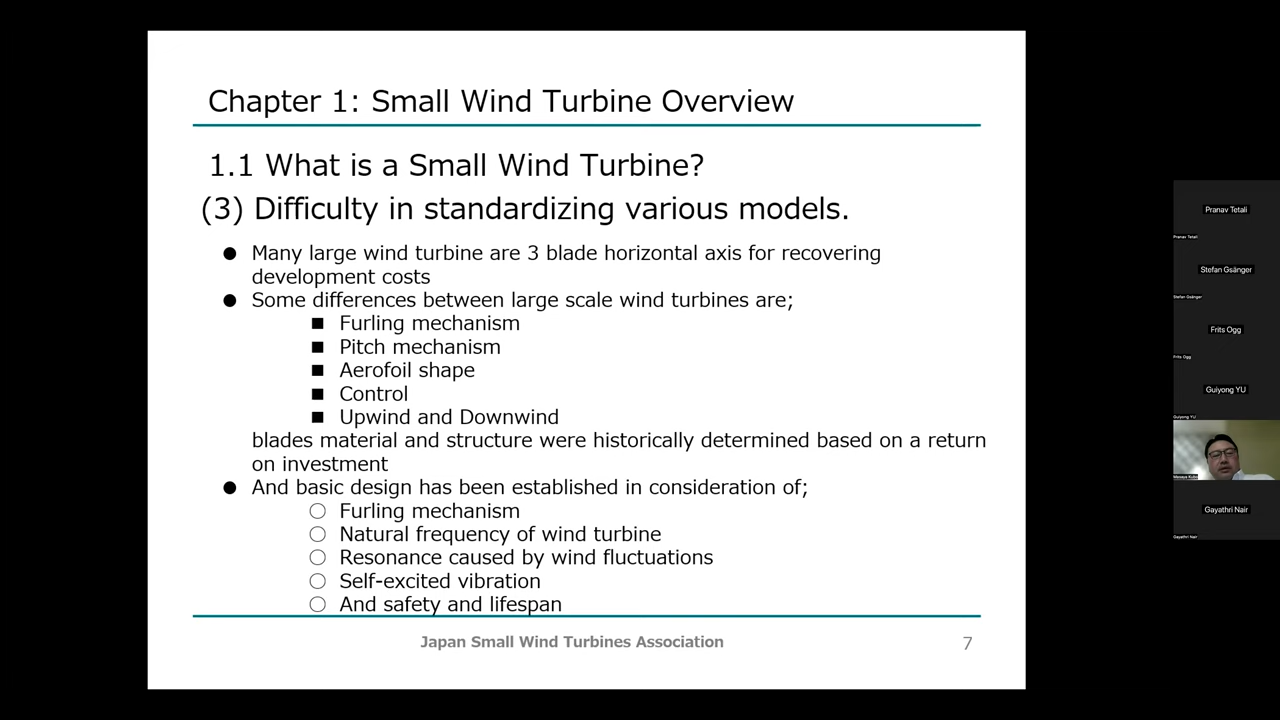 Chapter 1: Small Wind Turbine Overview
1.1 What is a Small Wind Turbine?
(3) Difficulty in standardizing various models.
● Many large wind turbine are 3 blade horizontal axis for recovering
development costs
● Some differences between large scale wind turbines are;
■ Furling mechanism
■ Pitch mechanism
■ Aerofoil shape
■ Control
■ Upwind and Downwind
blades material and structure were historically determined based on a return
on investment
● And basic design has been established in consideration of;
○ Furling mechanism
○ Natural frequency of wind turbine
○ Resonance caused by wind fluctuations
○ Self-excited vibration
○ And safety and lifespan
Japan Small Wind Turbines Association
7
Pranav Tetali
Pranav Tetali
Stefan Gsänger
Stefan Gsänger
Frits Ogg
Frits Ogg
Guiyong YU
Guiyong YU
Gayathri Nair
Gayathri Nair